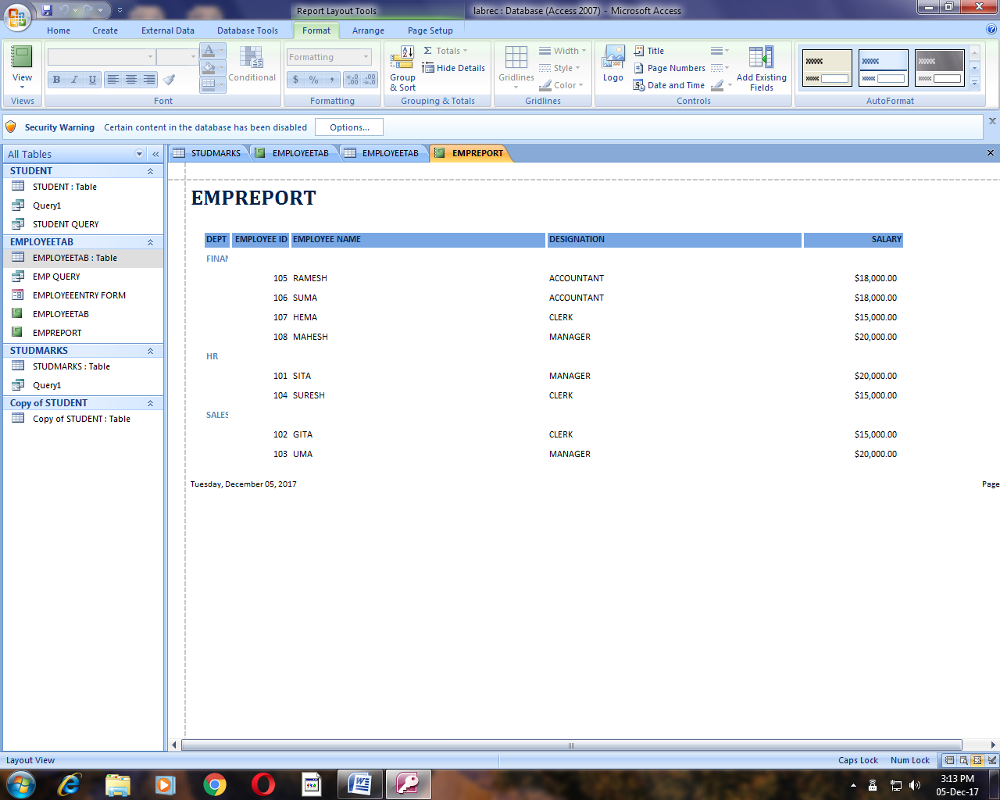 Report Layout Tools
labrec : Database (Access 2007) - Microsoft Access
Home Create External Data Database Tools Format Arrange Page Setup
View
Views
B I U
Conditional
Font
Formatting
$ % ,
Formatting
Group & Sort
Σ Totals
Hide Details
Grouping & Totals
Gridlines
Width
Style
Color
Gridlines
Logo
Title
Page Numbers
Date and Time
Add Existing Fields
Controls
AutoFormat
Security Warning Certain content in the database has been disabled Options...
All Tables
STUDENT
STUDENT : Table
Query1
STUDENT QUERY
EMPLOYEETAB
EMPLOYEETAB : Table
EMP QUERY
EMPLOYEEENTRY FORM
EMPLOYEETAB
EMPREPORT
STUDMARKS
STUDMARKS : Table
Query1
Copy of STUDENT
Copy of STUDENT : Table
STUDMARKS EMPLOYEETAB EMPLOYEETAB EMPREPORT
EMPREPORT
DEPT EMPLOYEE ID EMPLOYEE NAME DESIGNATION SALARY
FINAN
105 RAMESH ACCOUNTANT $18,000.00
106 SUMA ACCOUNTANT $18,000.00
107 HEMA CLERK $15,000.00
108 MAHESH MANAGER $20,000.00
HR
101 SITA MANAGER $20,000.00
104 SURESH CLERK $15,000.00
SALES
102 GITA CLERK $15,000.00
103 UMA MANAGER $20,000.00
Tuesday, December 05, 2017 Page
Layout View Caps Lock Num Lock
3:13 PM
05-Dec-17